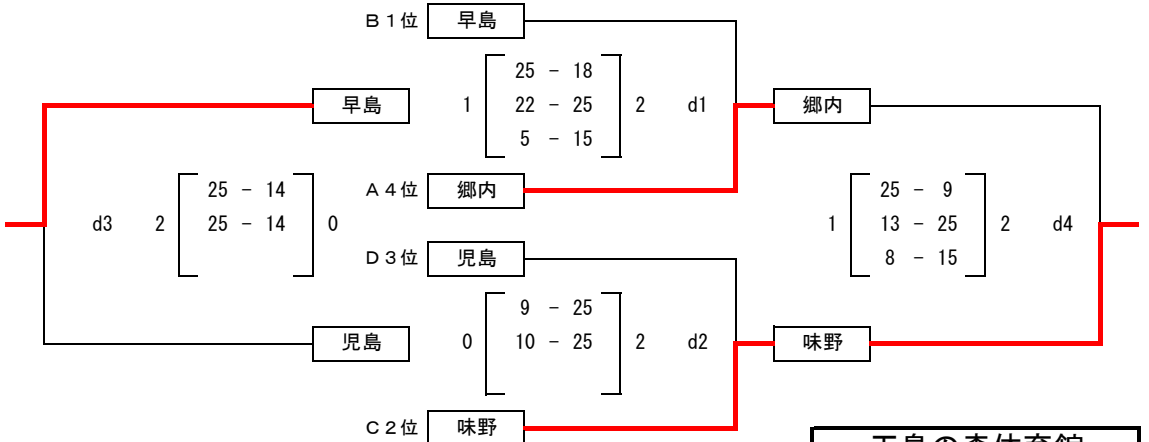 B1位 早島
25 - 18
早島 1 22 - 25 2 d1 郷内
5 - 15
25 - 14 A4位 郷内 25 - 9
d3 2 25 - 14 0 1 13 - 25 2 d4
D3位 児島 8 - 15
9 - 25
児島 0 10 - 25 2 d2 味野
C2位 味野